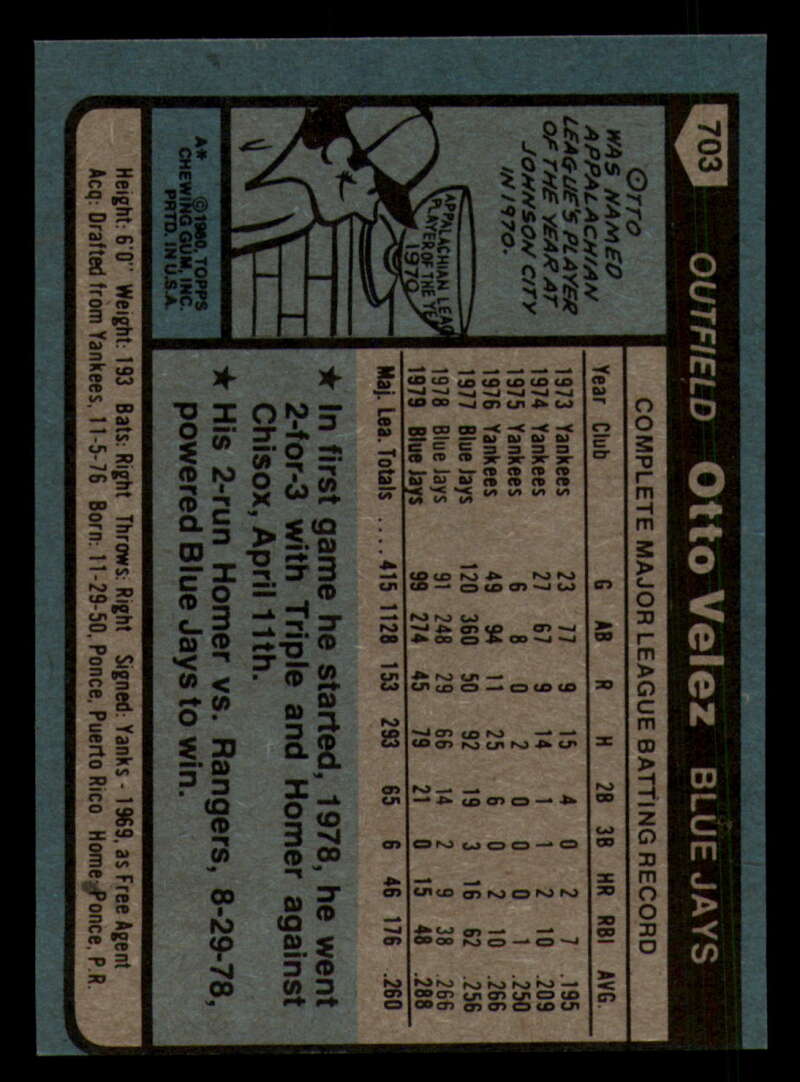 703 OUTFIELD Otto Velez BLUE JAYS
OTTO
WAS NAMED
APPALACHIAN
LEAGUE'S PLAYER
OF THE YEAR AT
JOHNSON CITY
IN 1970.
APPALACHIAN LEAG
PLAYER OF THE YE
1970
A* ©1980, TOPPS
CHEWING GUM, INC.
PRTD. IN U.S.A.
COMPLETE MAJOR LEAGUE BATTING RECORD
Year Club G AB R H 2B 3B HR RBI AVG.
1973 Yankees 23 77 9 15 4 0 2 7 .195
1974 Yankees 27 67 9 14 1 1 2 10 .209
1975 Yankees 6 8 0 2 0 0 0 1 .250
1976 Yankees 49 94 11 25 6 0 2 10 .266
1977 Blue Jays 120 360 50 92 19 3 16 62 .256
1978 Blue Jays 91 248 29 66 14 2 9 38 .266
1979 Blue Jays 99 274 45 79 21 0 15 48 .288
Maj. Lea. Totals .... 415 1128 153 293 65 6 46 176 .260
★ In first game he started, 1978, he went
2-for-3 with Triple and Homer against
Chisox, April 11th.
★ His 2-run Homer vs. Rangers, 8-29-78,
powered Blue Jays to win.
Height: 6'0" Weight: 193 Bats: Right Throws: Right Signed: Yanks - 1969, as Free Agent
Acq: Drafted from Yankees, 11-5-76 Born: 11-29-50, Ponce, Puerto Rico Home: Ponce, P.R.